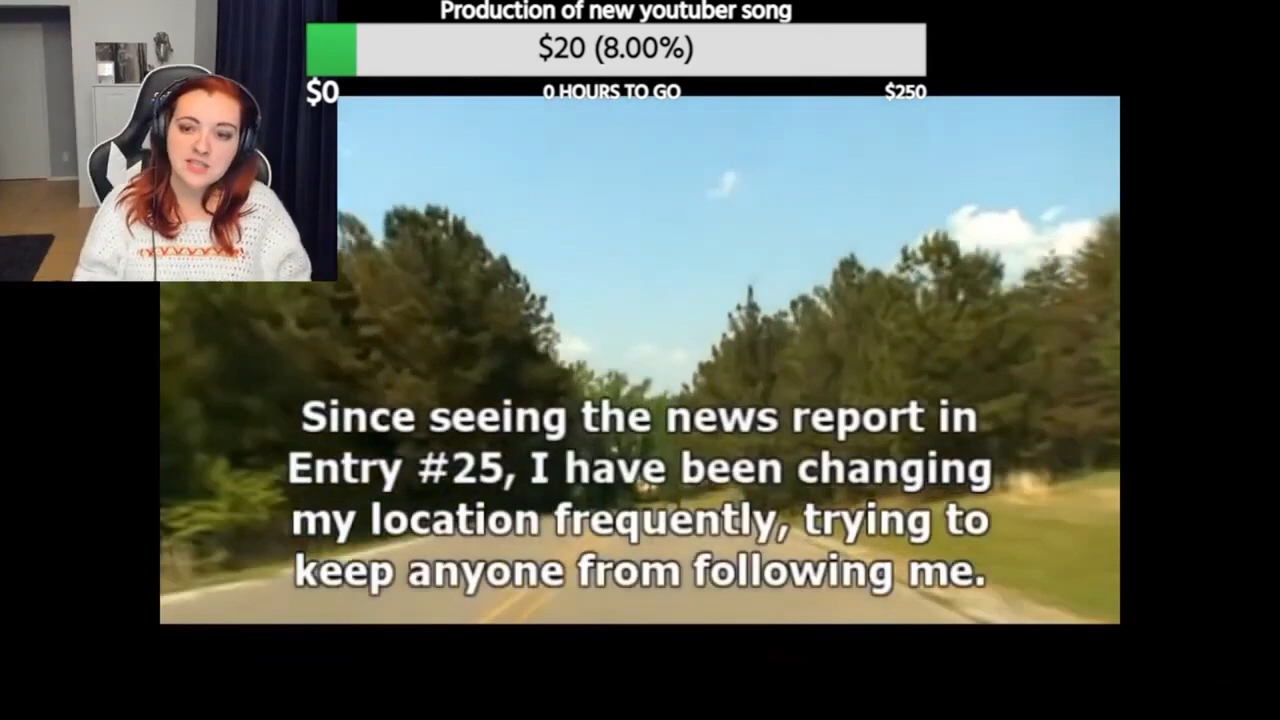 Production of new youtuber song
$20 (8.00%)
$0
0 HOURS TO GO
$250
Since seeing the news report in
Entry #25, I have been changing
my location frequently, trying to
keep anyone from following me.